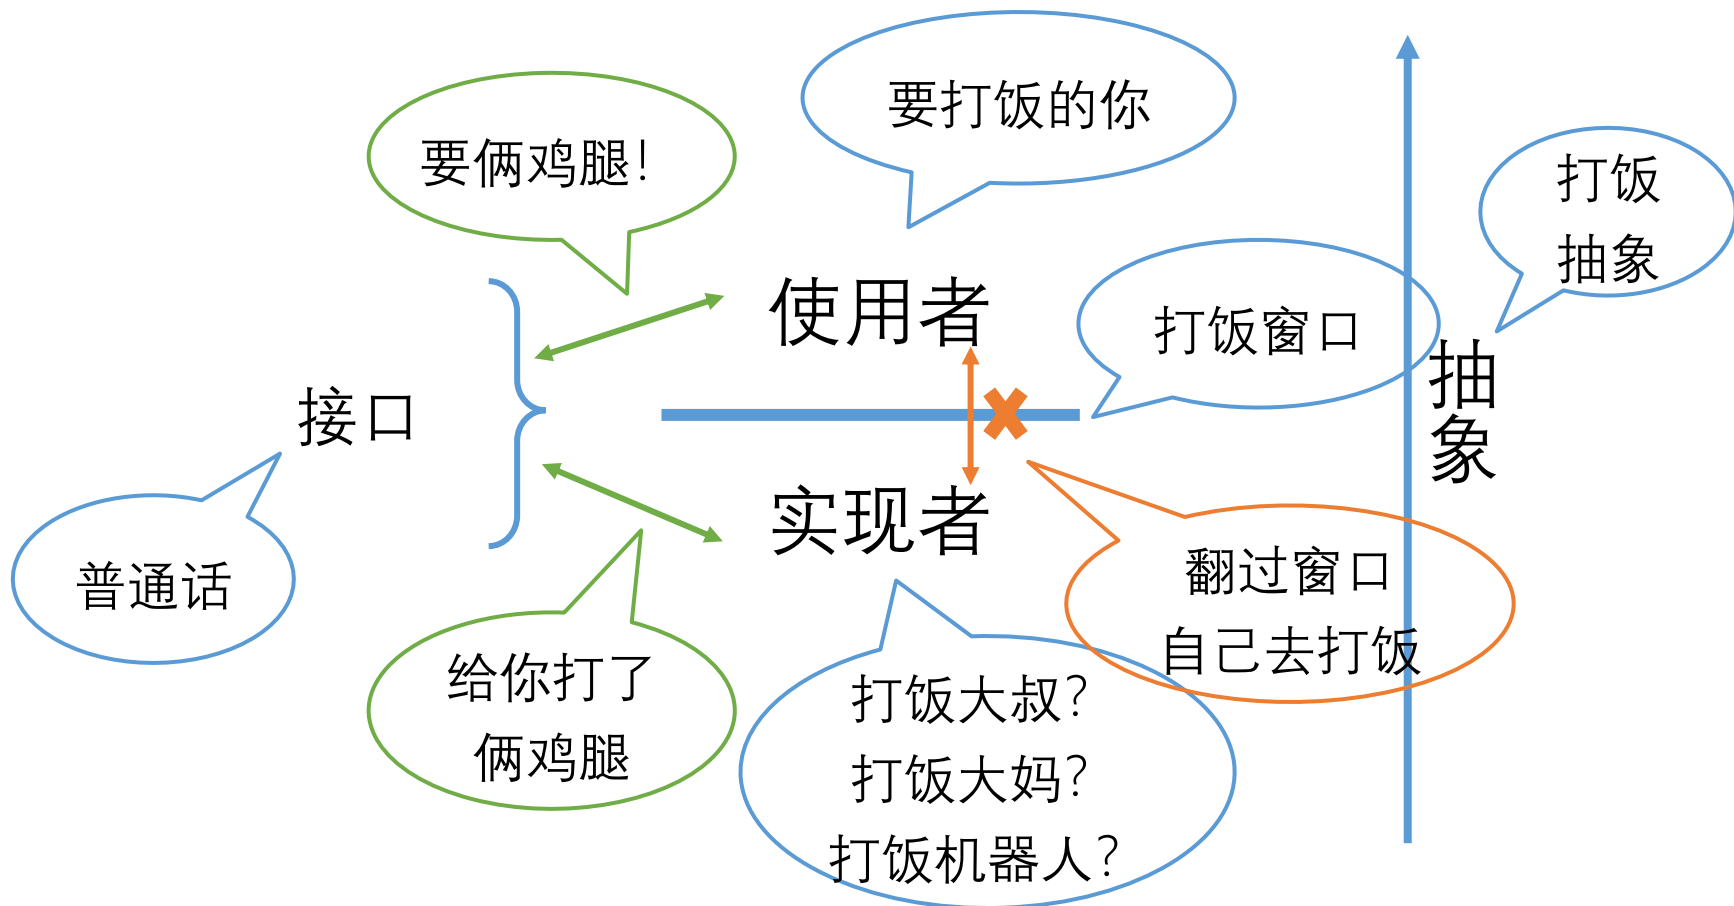 要打饭的你
要俩鸡腿！
打饭
抽象
使用者
打饭窗口
接口
抽
象
实现者
普通话
翻过窗口
自己去打饭
给你打了
俩鸡腿
打饭大叔？
打饭大妈？
打饭机器人？